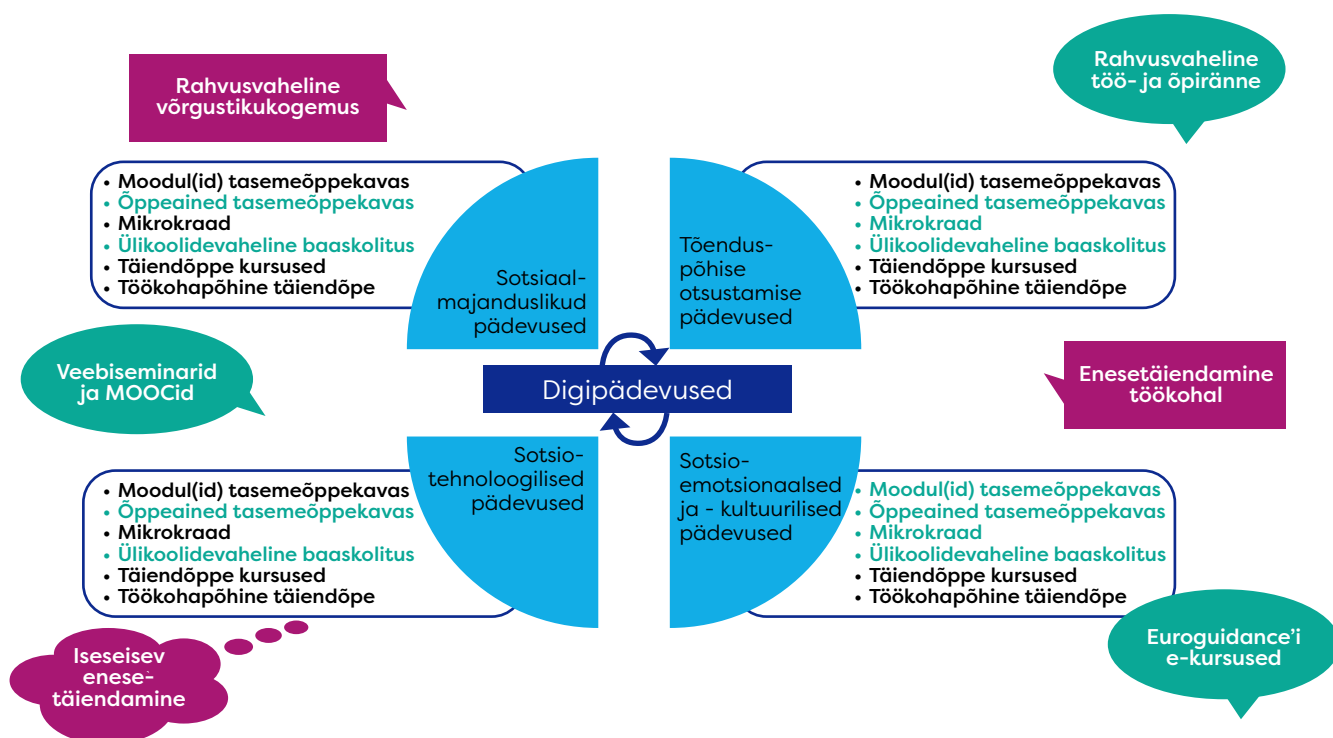 Rahvusvaheline
võrgustikukogemus
Rahvusvaheline
töö- ja õpiränne
• Moodul(id) tasemeõppekavas
• Õppeained tasemeõppekavas
• Mikrokraad
• Ülikoolidevaheline baaskolitus
• Täiendõppe kursused
• Töökohapõhine täiendõpe
Sotsiaal-
majanduslikud
pädevused
Tõendus-
põhise
otsustamise
pädevused
• Moodul(id) tasemeõppekavas
• Õppeained tasemeõppekavas
• Mikrokraad
• Ülikoolidevaheline baaskolitus
• Täiendõppe kursused
• Töökohapõhine täiendõpe
Veebiseminarid
ja MOOCid
Digipädevused
Enesetäiendamine
töökohal
• Moodul(id) tasemeõppekavas
• Õppeained tasemeõppekavas
• Mikrokraad
• Ülikoolidevaheline baaskolitus
• Täiendõppe kursused
• Töökohapõhine täiendõpe
Sotsio-
tehnoloogilised
pädevused
Sotsio-
emotsionaalsed
ja - kultuurilised
pädevused
• Moodul(id) tasemeõppekavas
• Õppeained tasemeõppekavas
• Mikrokraad
• Ülikoolidevaheline baaskolitus
• Täiendõppe kursused
• Töökohapõhine täiendõpe
Iseseisev
enese-
täiendamine
Euroguidance’i
e-kursused